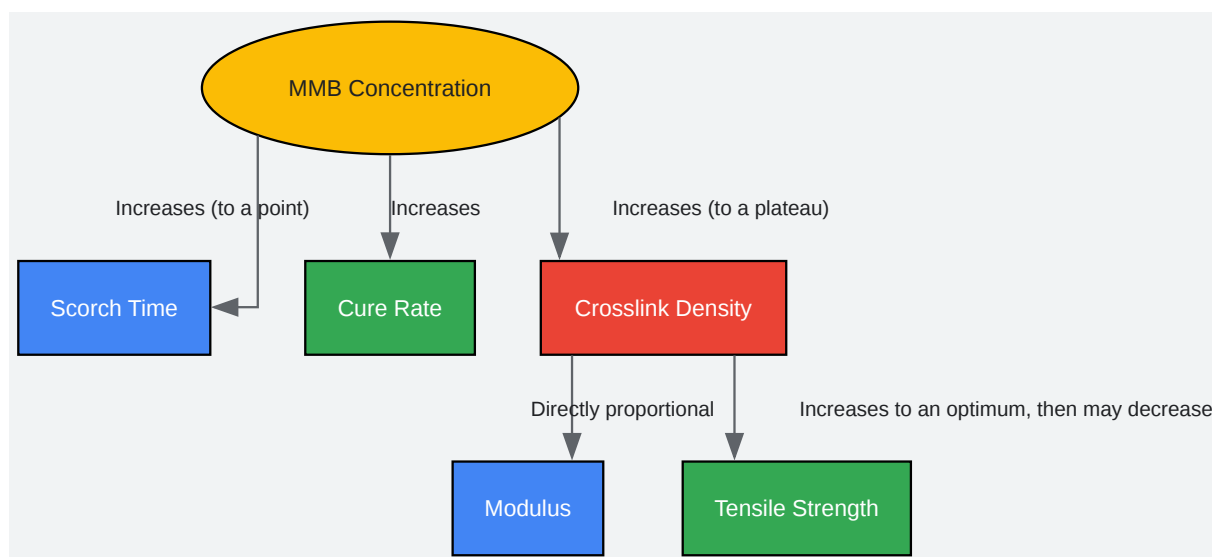 MMB Concentration
Increases (to a point)
Increases
Increases (to a plateau)
Scorch Time
Cure Rate
Crosslink Density
Directly proportional
Increases to an optimum, then may decrease
Modulus
Tensile Strength